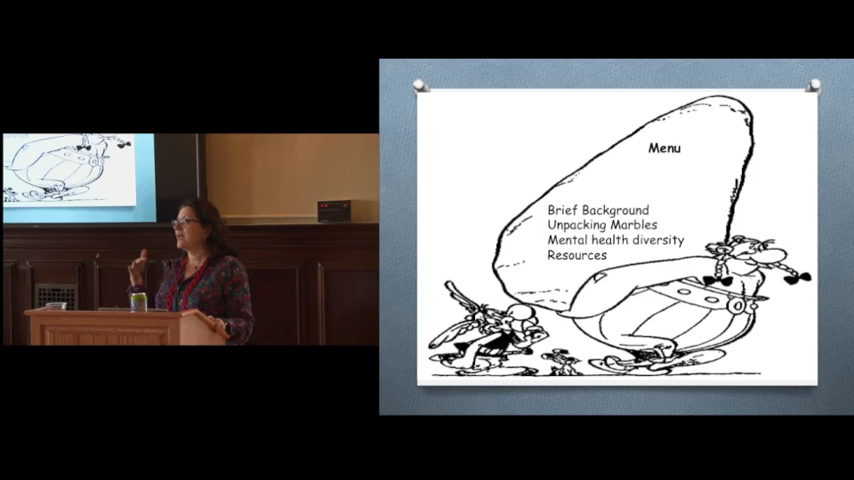 Menu
Brief Background
Unpacking Marbles
Mental health diversity
Resources